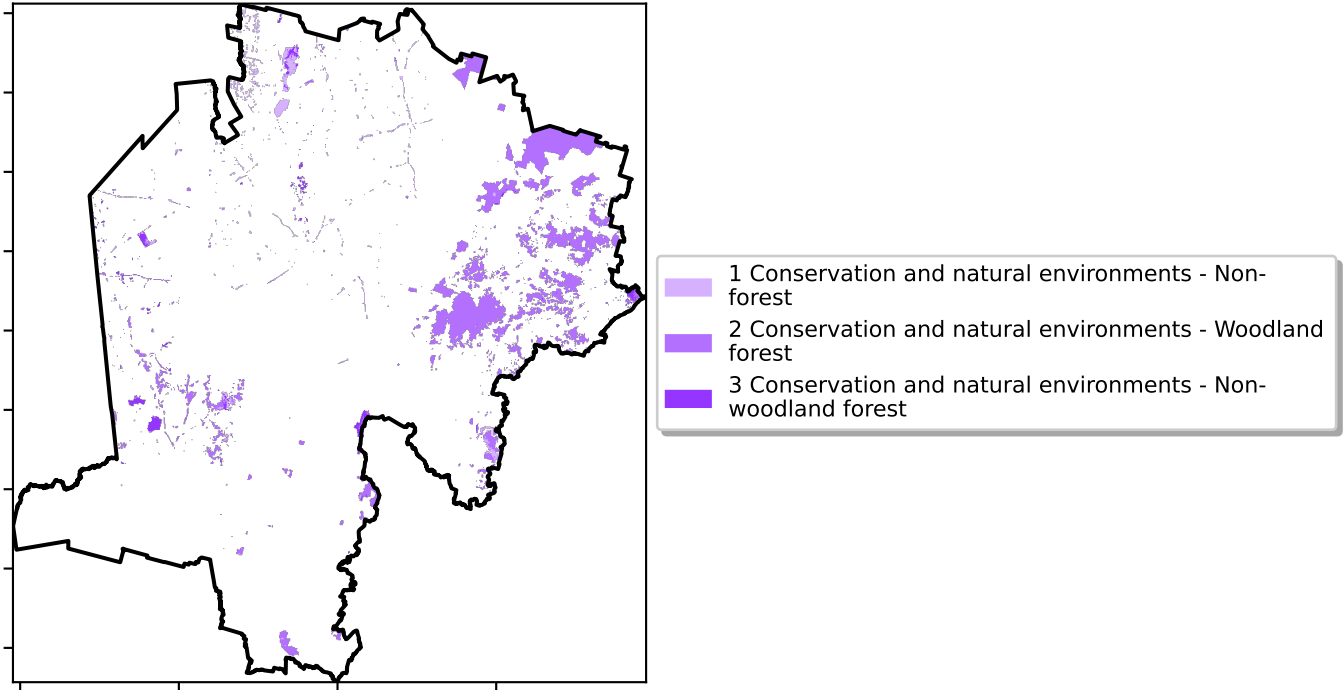 1 Conservation and natural environments - Non-
forest
2 Conservation and natural environments - Woodland
forest
3 Conservation and natural environments - Non-
woodland forest